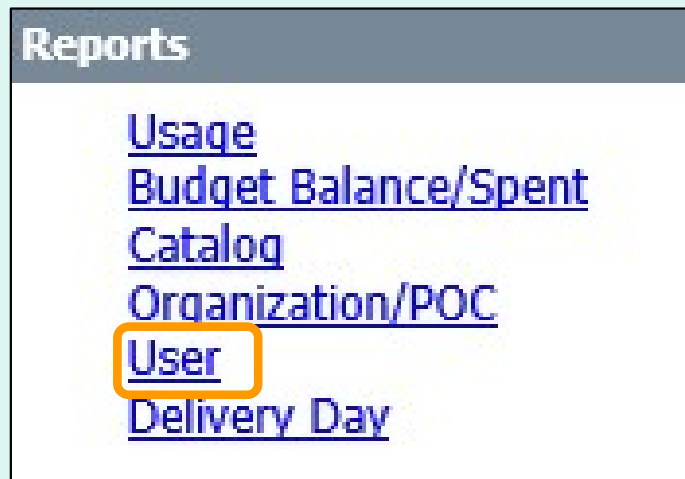 Reports
Usage
Budget Balance/Spent
Catalog
Organization/POC
User
Delivery Day